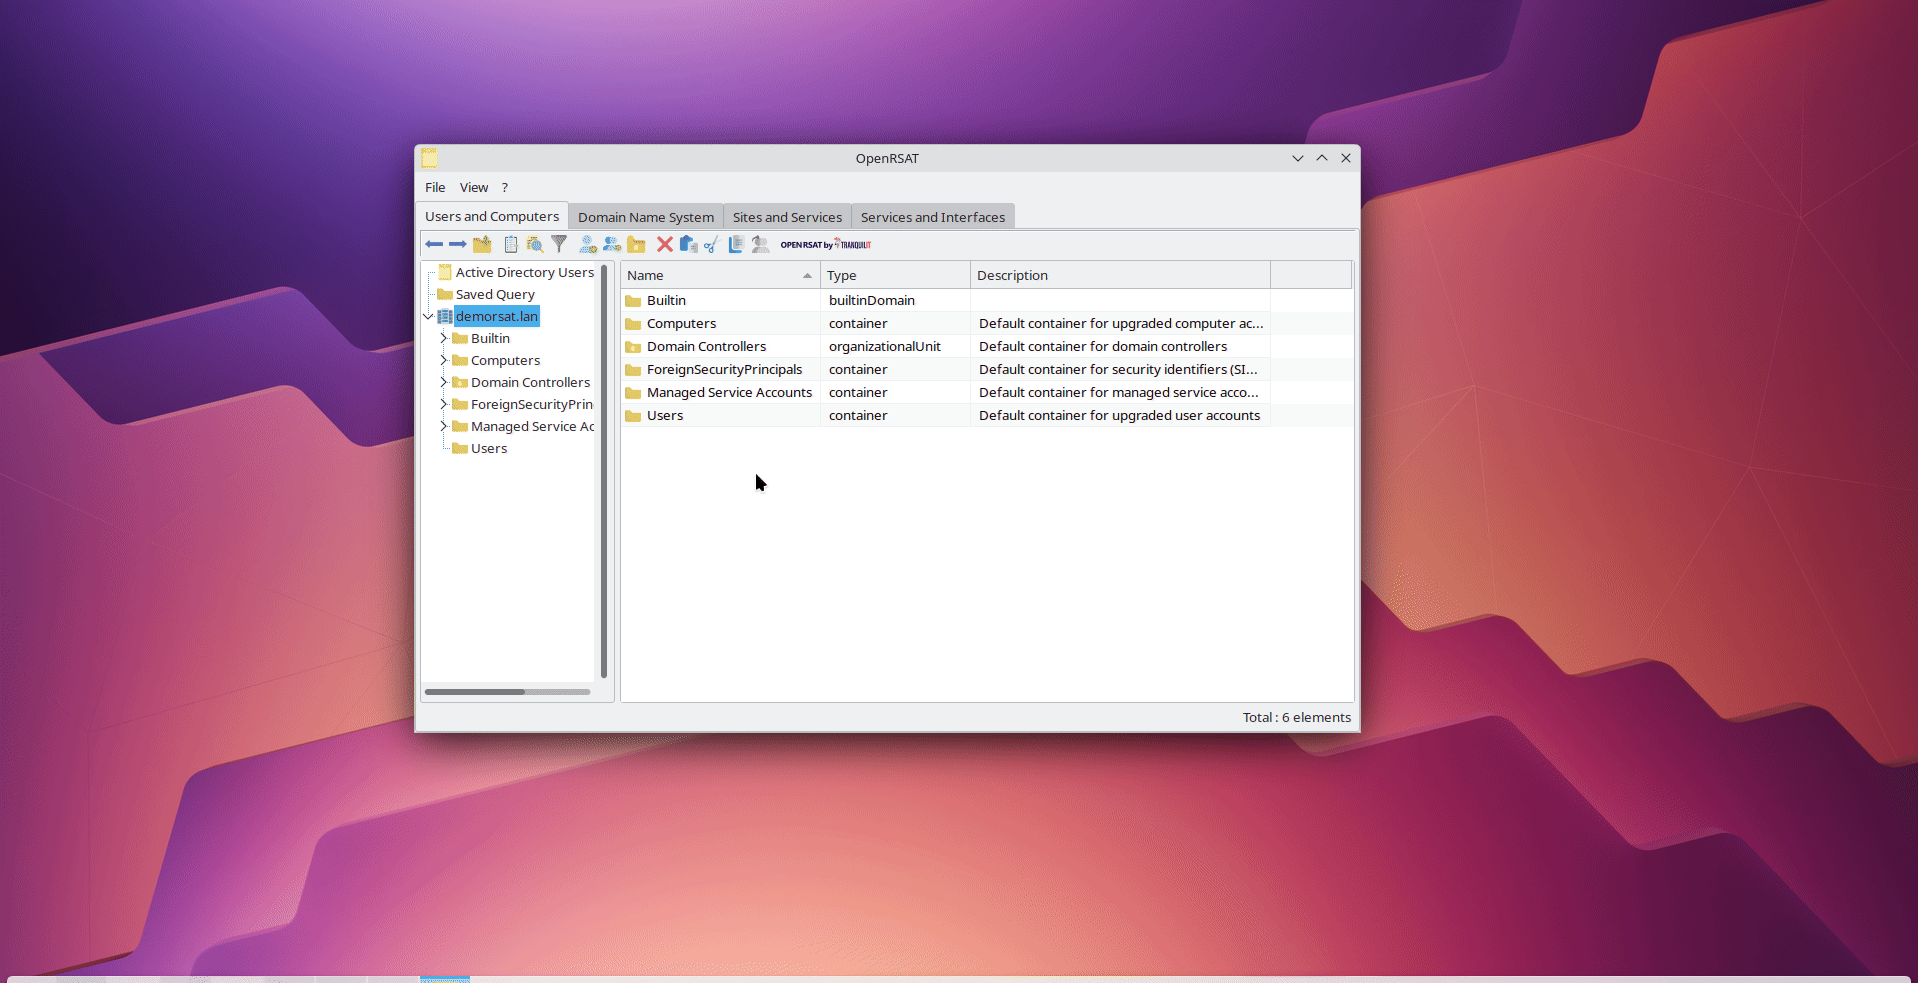 OpenRSAT
File View ?
Users and Computers Domain Name System Sites and Services Services and Interfaces
OPENRSAT by TRANQUILIT
Active Directory Users
Saved Query
demorsat.lan
Builtin
Computers
Domain Controllers
ForeignSecurityPrin
Managed Service Ac
Users
Name Type Description
Builtin builtinDomain
Computers container Default container for upgraded computer ac...
Domain Controllers organizationalUnit Default container for domain controllers
ForeignSecurityPrincipals container Default container for security identifiers (SI...
Managed Service Accounts container Default container for managed service acco...
Users container Default container for upgraded user accounts
Total : 6 elements